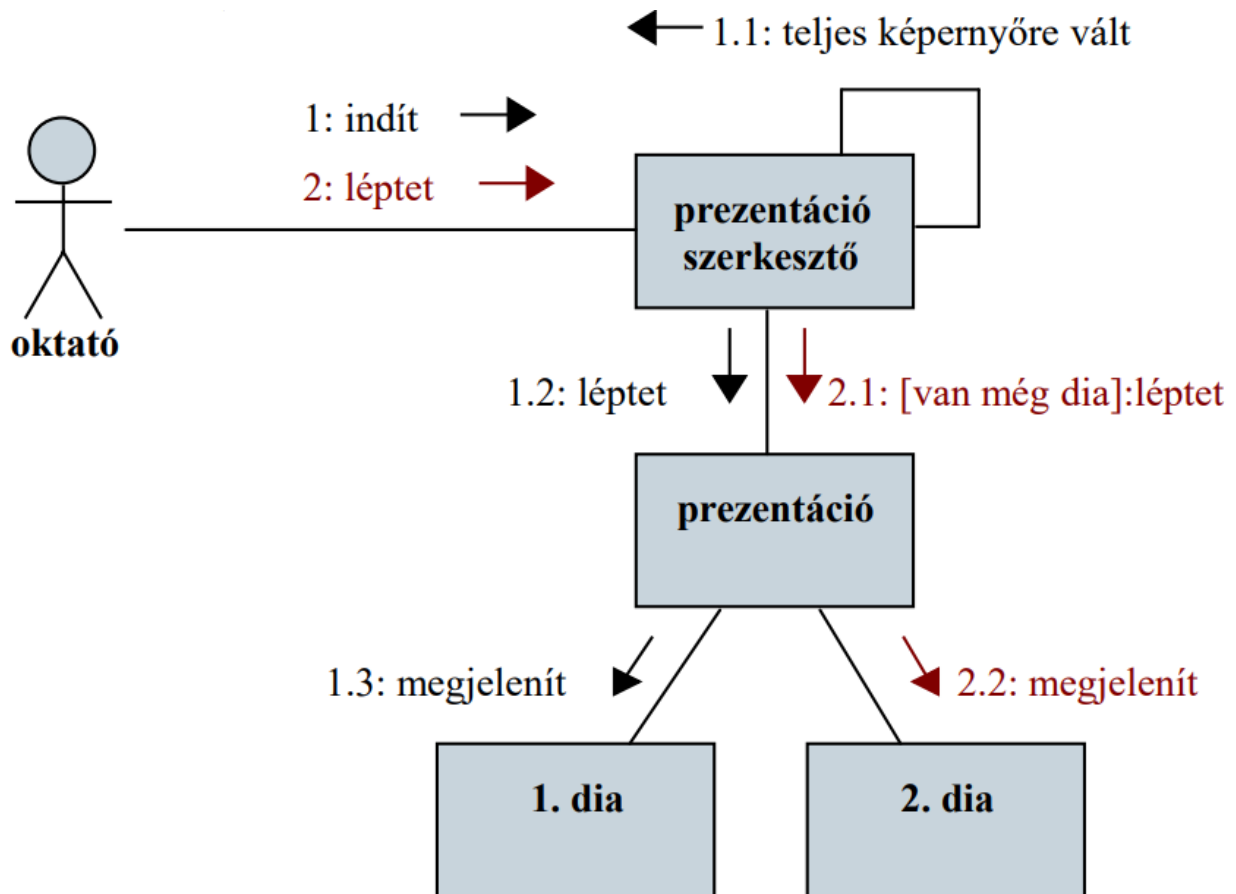 1.1: teljes képernyőre vált
1: indít
2: léptet
prezentáció
szerkesztő
oktató
1.2: léptet
2.1: [van még dia]:léptet
prezentáció
1.3: megjelenít
2.2: megjelenít
1. dia
2. dia